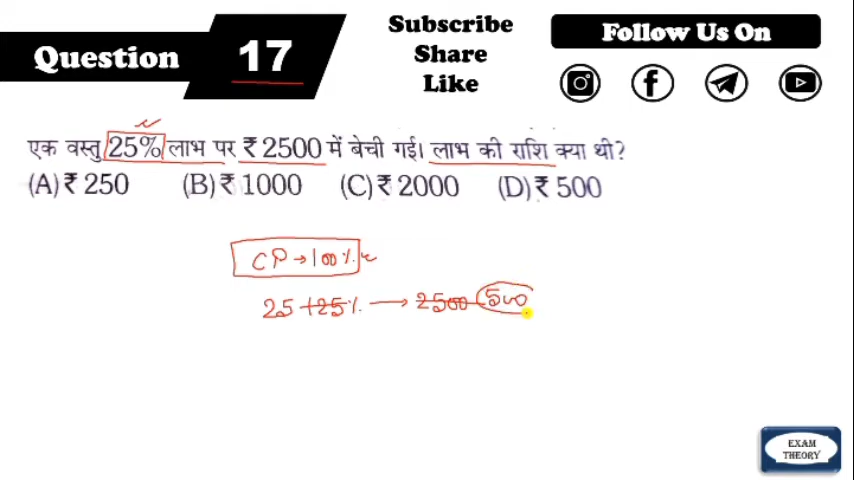 Question 17
Subscribe
Share
Like
Follow Us On
एक वस्तु 25% लाभ पर ₹ 2500 में बेची गई। लाभ की राशि क्या थी?
(A) ₹ 250 (B) ₹ 1000 (C) ₹ 2000 (D) ₹ 500
CP → 100%
25 125% → 2500 500
EXAM
THEORY